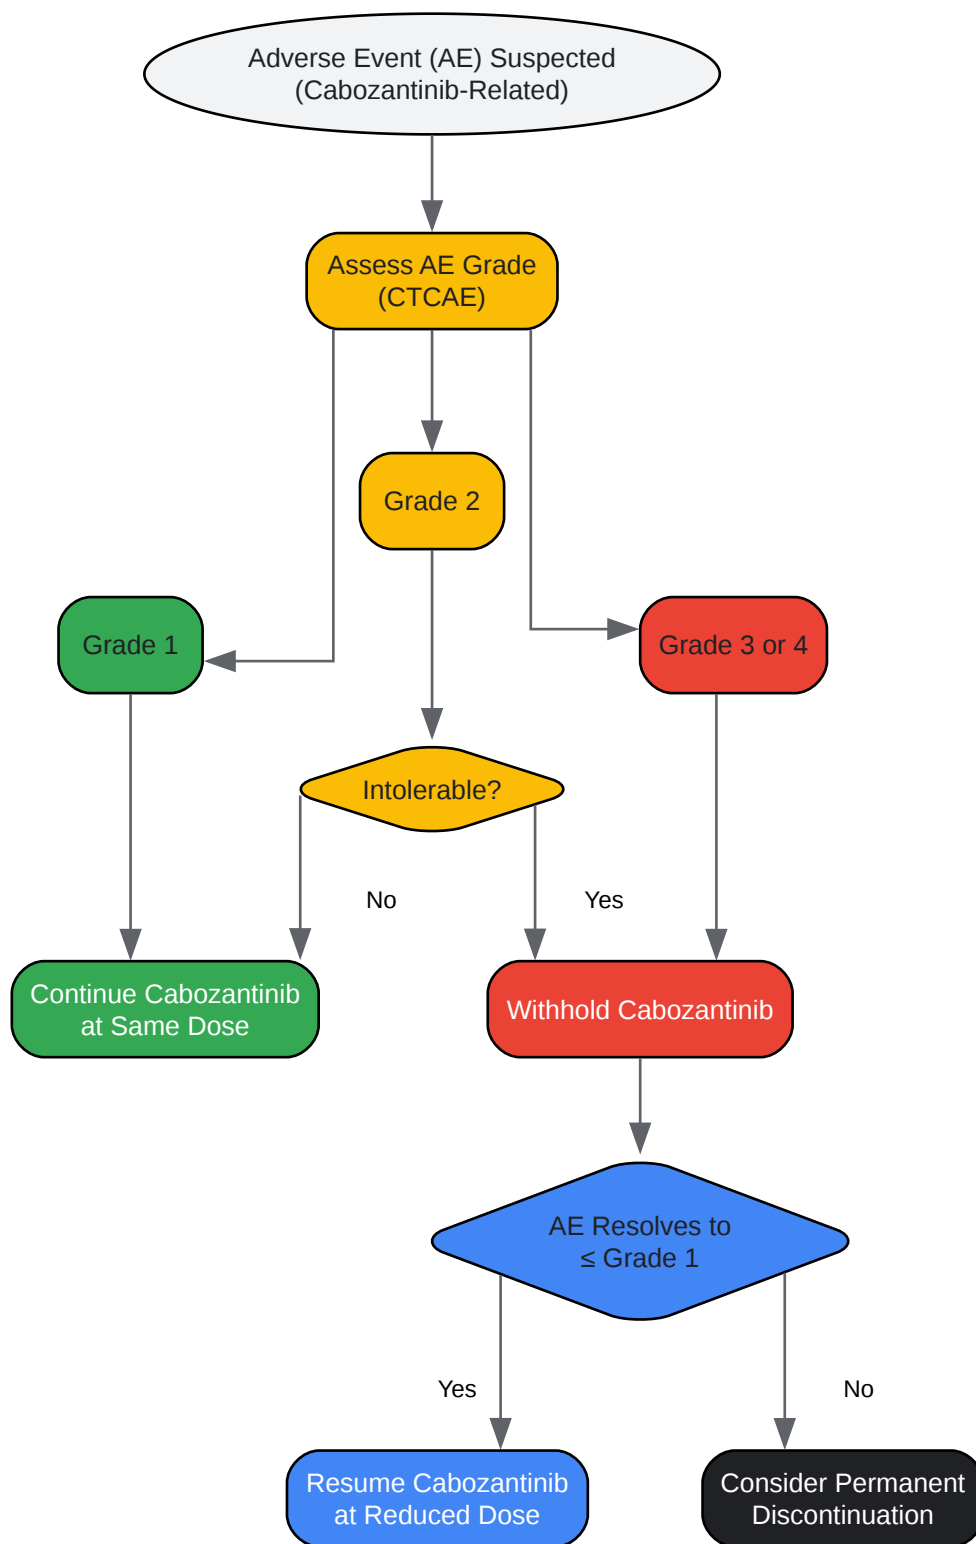 Adverse Event (AE) Suspected
(Cabozantinib-Related)
Assess AE Grade
(CTCAE)
Grade 2
Grade 1
Grade 3 or 4
Intolerable?
No
Yes
Continue Cabozantinib
at Same Dose
Withhold Cabozantinib
AE Resolves to
≤ Grade 1
Yes
No
Resume Cabozantinib
at Reduced Dose
Consider Permanent
Discontinuation